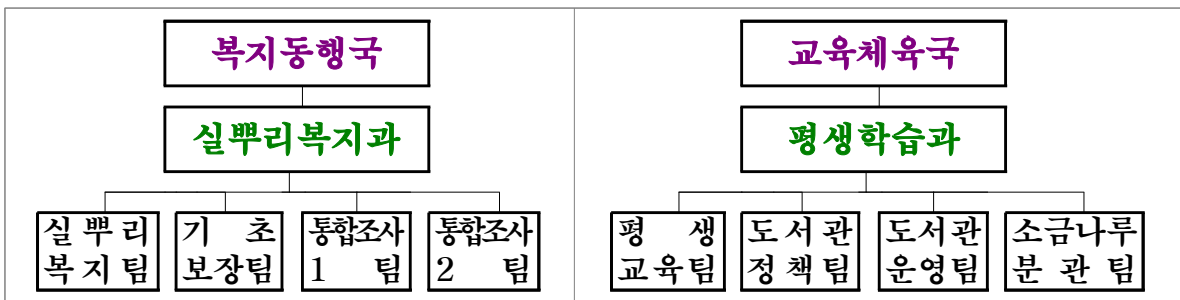 복지동행국
실뿌리복지과
실 뿌 리
복 지 팀
기 초
보장팀
통합조사
1 팀
통합조사
2 팀
교육체육국
평생학습과
평 생
교육팀
도서관
정책팀
도서관
운영팀
소금나루
분 관 팀